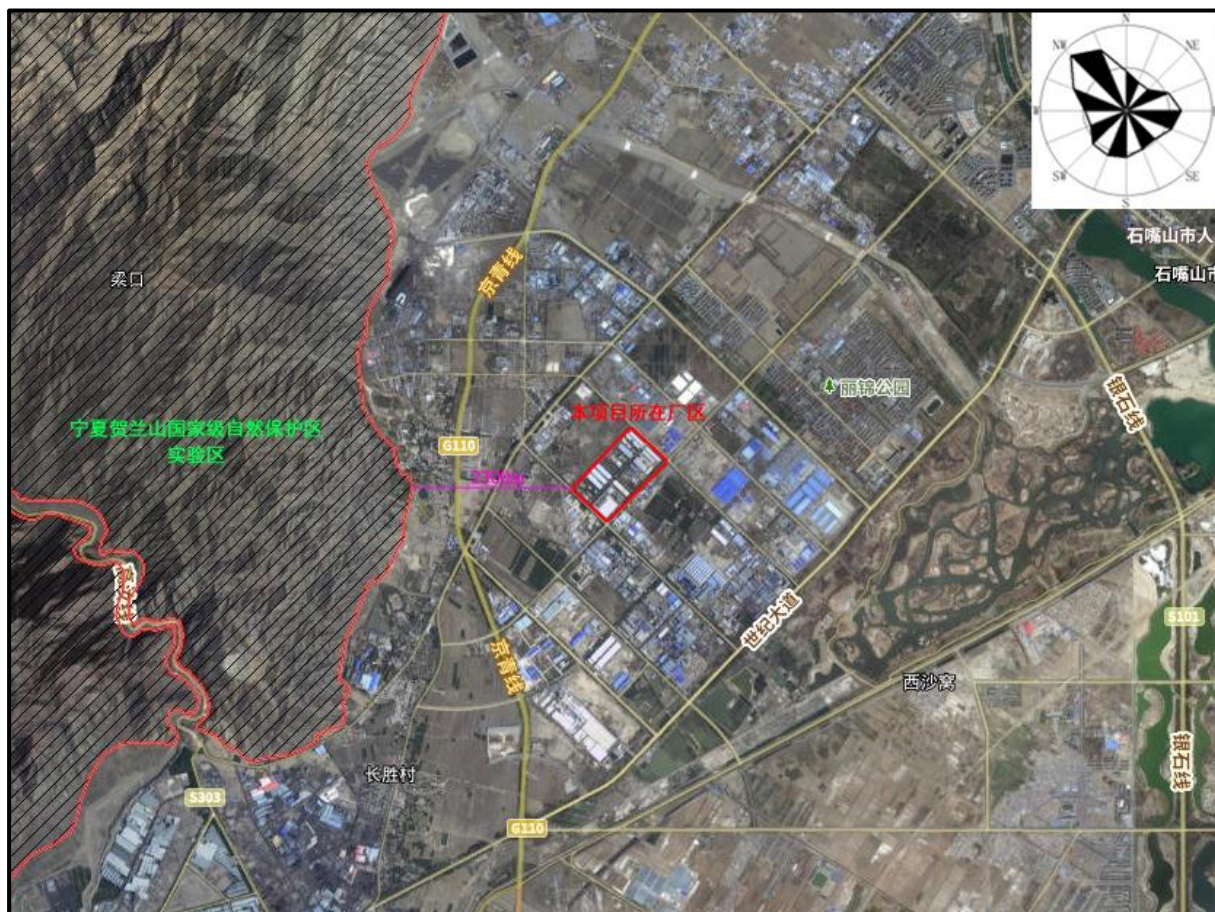 N
NW
NE
W
SW
SE
S
石嘴山市人
石嘴山市
梁口
京青线
丽锦公园
银石线
本项目所在厂区
宁夏贺兰山国家级自然保护区
实验区
G110
世纪大道
S101
京青线
西沙窝
银石线
长胜村
S303
G110